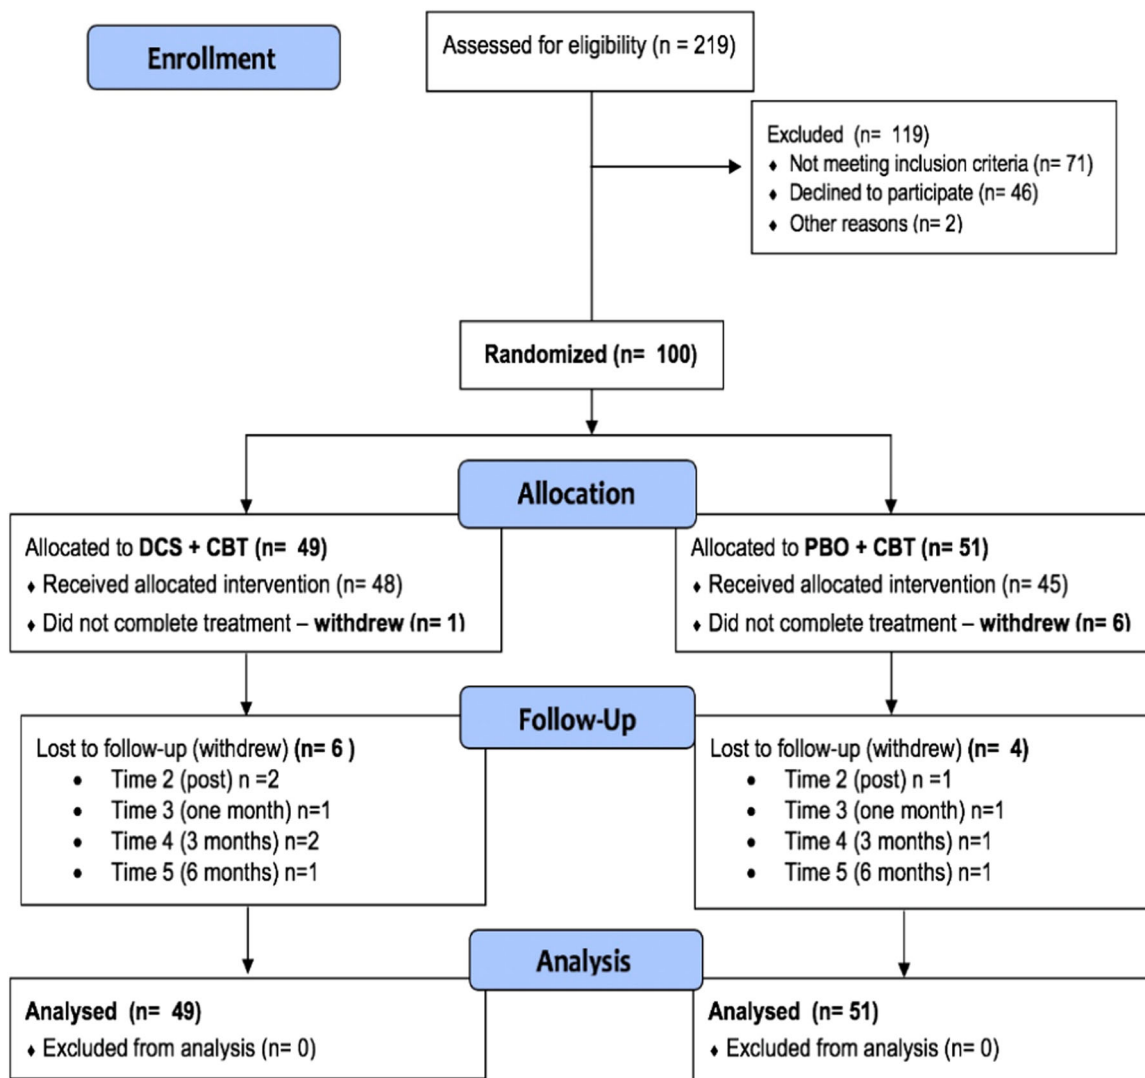 Enrollment
Assessed for eligibility (n = 219)
Excluded (n= 119)
♦ Not meeting inclusion criteria (n= 71)
♦ Declined to participate (n= 46)
♦ Other reasons (n= 2)
Randomized (n= 100)
Allocation
Allocated to DCS + CBT (n= 49)
♦ Received allocated intervention (n= 48)
♦ Did not complete treatment – withdrew (n= 1)
Allocated to PBO + CBT (n= 51)
♦ Received allocated intervention (n= 45)
♦ Did not complete treatment – withdrew (n= 6)
Follow-Up
Lost to follow-up (withdrew) (n= 6 )
• Time 2 (post) n =2
• Time 3 (one month) n=1
• Time 4 (3 months) n=2
• Time 5 (6 months) n=1
Lost to follow-up (withdrew) (n= 4)
• Time 2 (post) n =1
• Time 3 (one month) n=1
• Time 4 (3 months) n=1
• Time 5 (6 months) n=1
Analysis
Analysed (n= 49)
♦ Excluded from analysis (n= 0)
Analysed (n= 51)
♦ Excluded from analysis (n= 0)